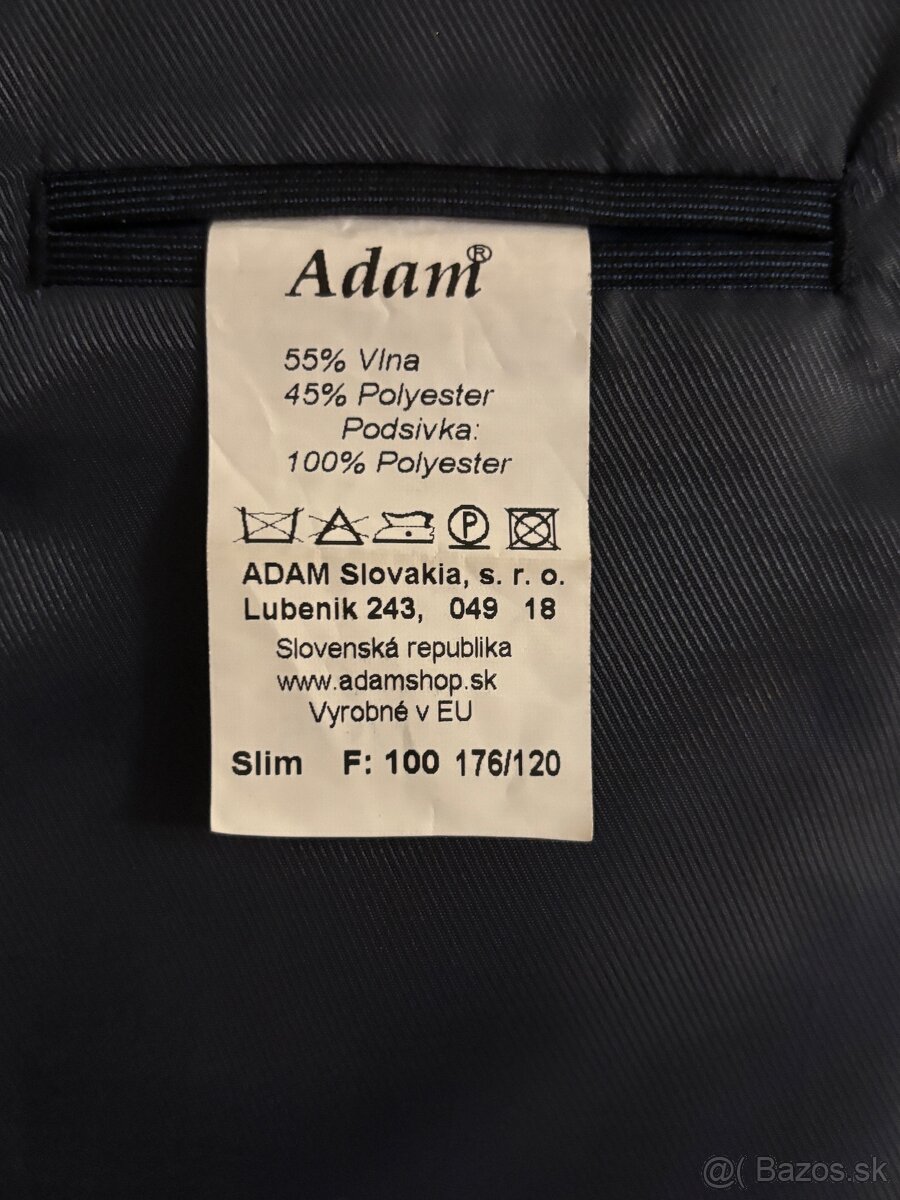 Adam®
55% Vlna
45% Polyester
Podsivka:
100% Polyester
P
ADAM Slovakia, s. r. o.
Lubenik 243, 049 18
Slovenská republika
www.adamshop.sk
Vyrobné v EU
Slim F: 100 176/120
@( Bazos.sk